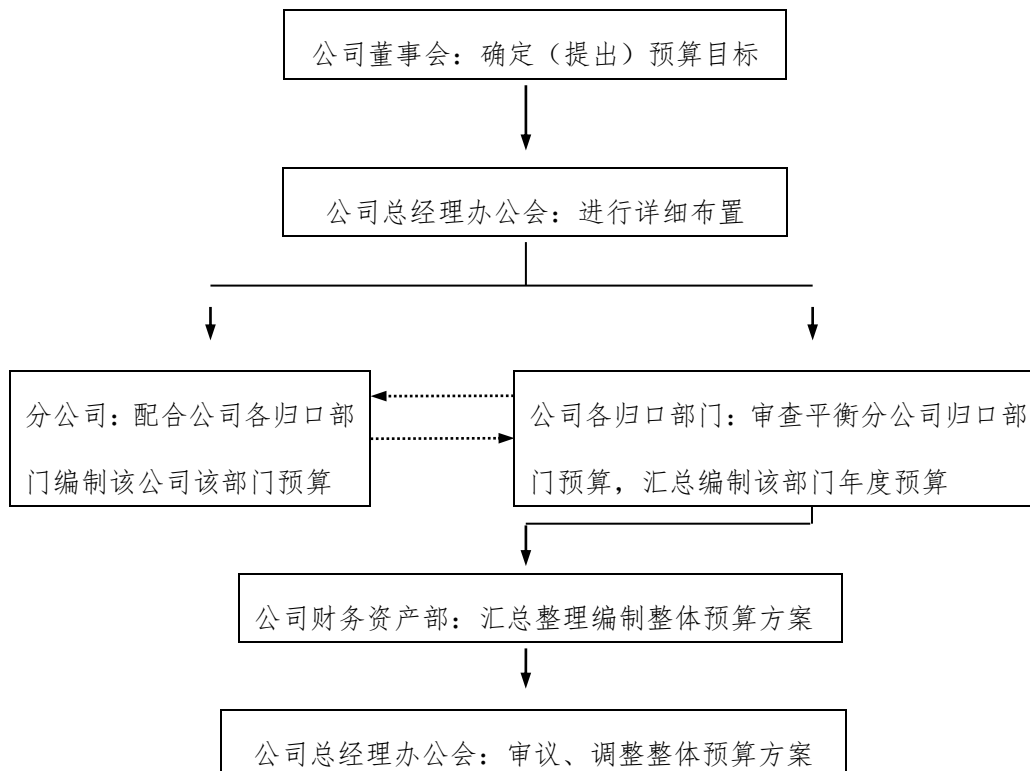 公司董事会：确定（提出）预算目标
公司总经理办公会：进行详细布置
分公司：配合公司各归口部
门编制该公司该部门预算
公司各归口部门：审查平衡分公司归口部
门预算，汇总编制该部门年度预算
公司财务资产部：汇总整理编制整体预算方案
公司总经理办公会：审议、调整整体预算方案